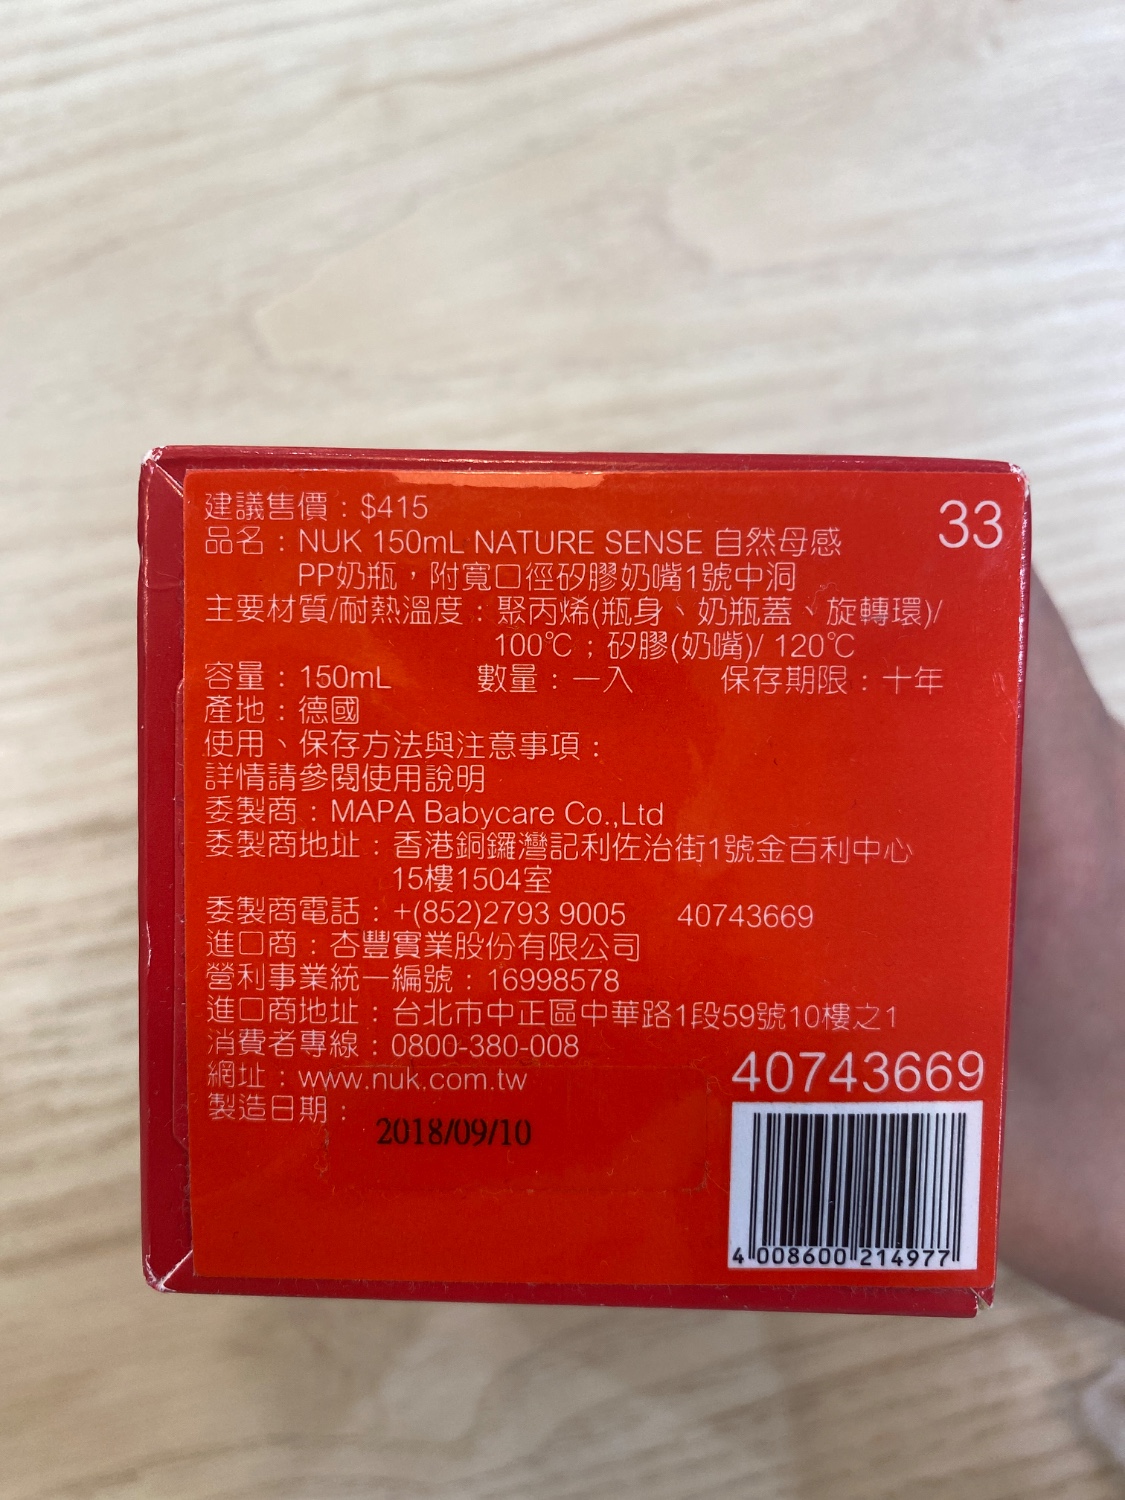 建議售價：$415
33
品名：NUK 150mL NATURE SENSE 自然母感
PP奶瓶，附寬口徑矽膠奶嘴1號中洞
主要材質/耐熱溫度：聚丙烯(瓶身、奶瓶蓋、旋轉環)/
100℃；矽膠(奶嘴)/ 120℃
容量：150mL 數量：一入 保存期限：十年
產地：德國
使用、保存方法與注意事項：
詳情請參閱使用說明
委製商：MAPA Babycare Co.,Ltd
委製商地址：香港銅鑼灣記利佐治街1號金百利中心
15樓1504室
委製商電話：+(852)2793 9005 40743669
進口商：杏豐實業股份有限公司
營利事業統一編號：16998578
進口商地址：台北市中正區中華路1段59號10樓之1
消費者專線：0800-380-008
網址：www.nuk.com.tw
40743669
製造日期：
2018/09/10
4 008600 214977